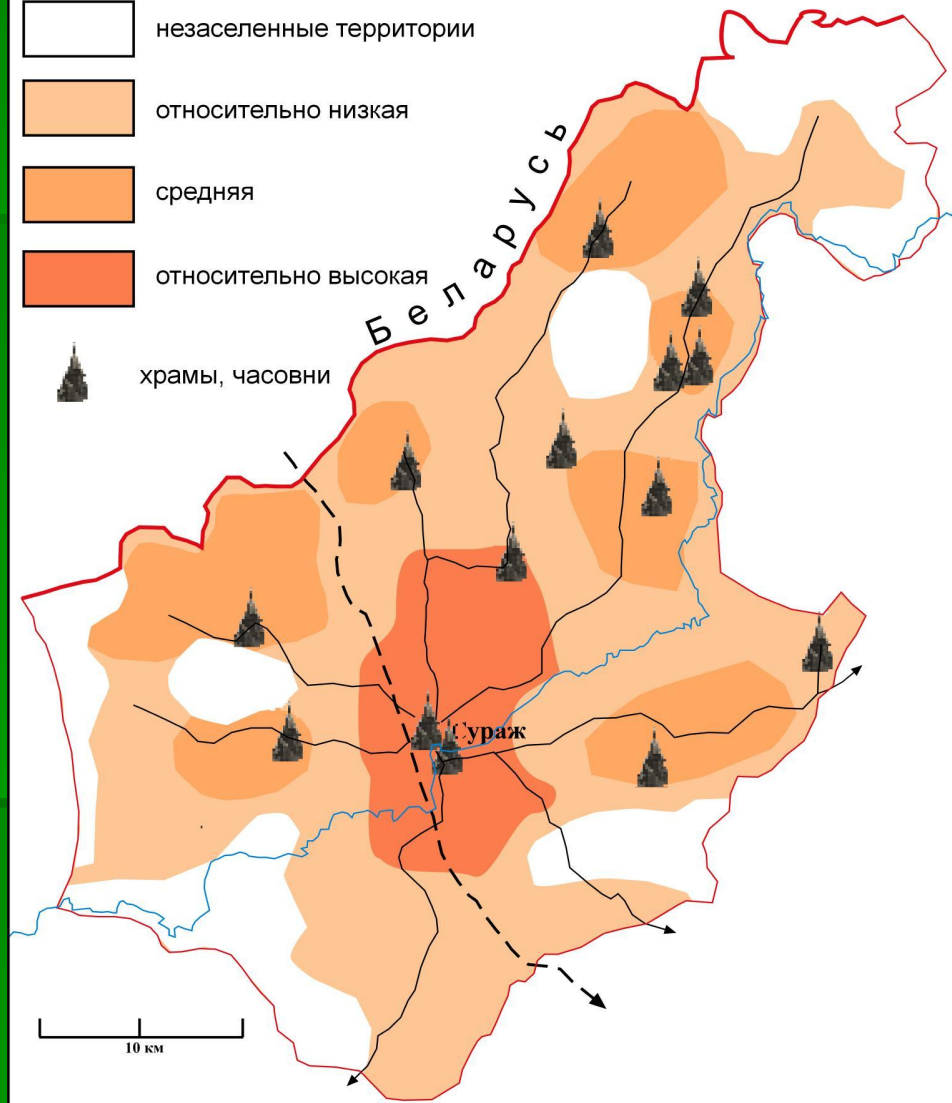 незаселенные территории
относительно низкая
средняя
относительно высокая
храмы, часовни
Беларусь
Сураж
10 км